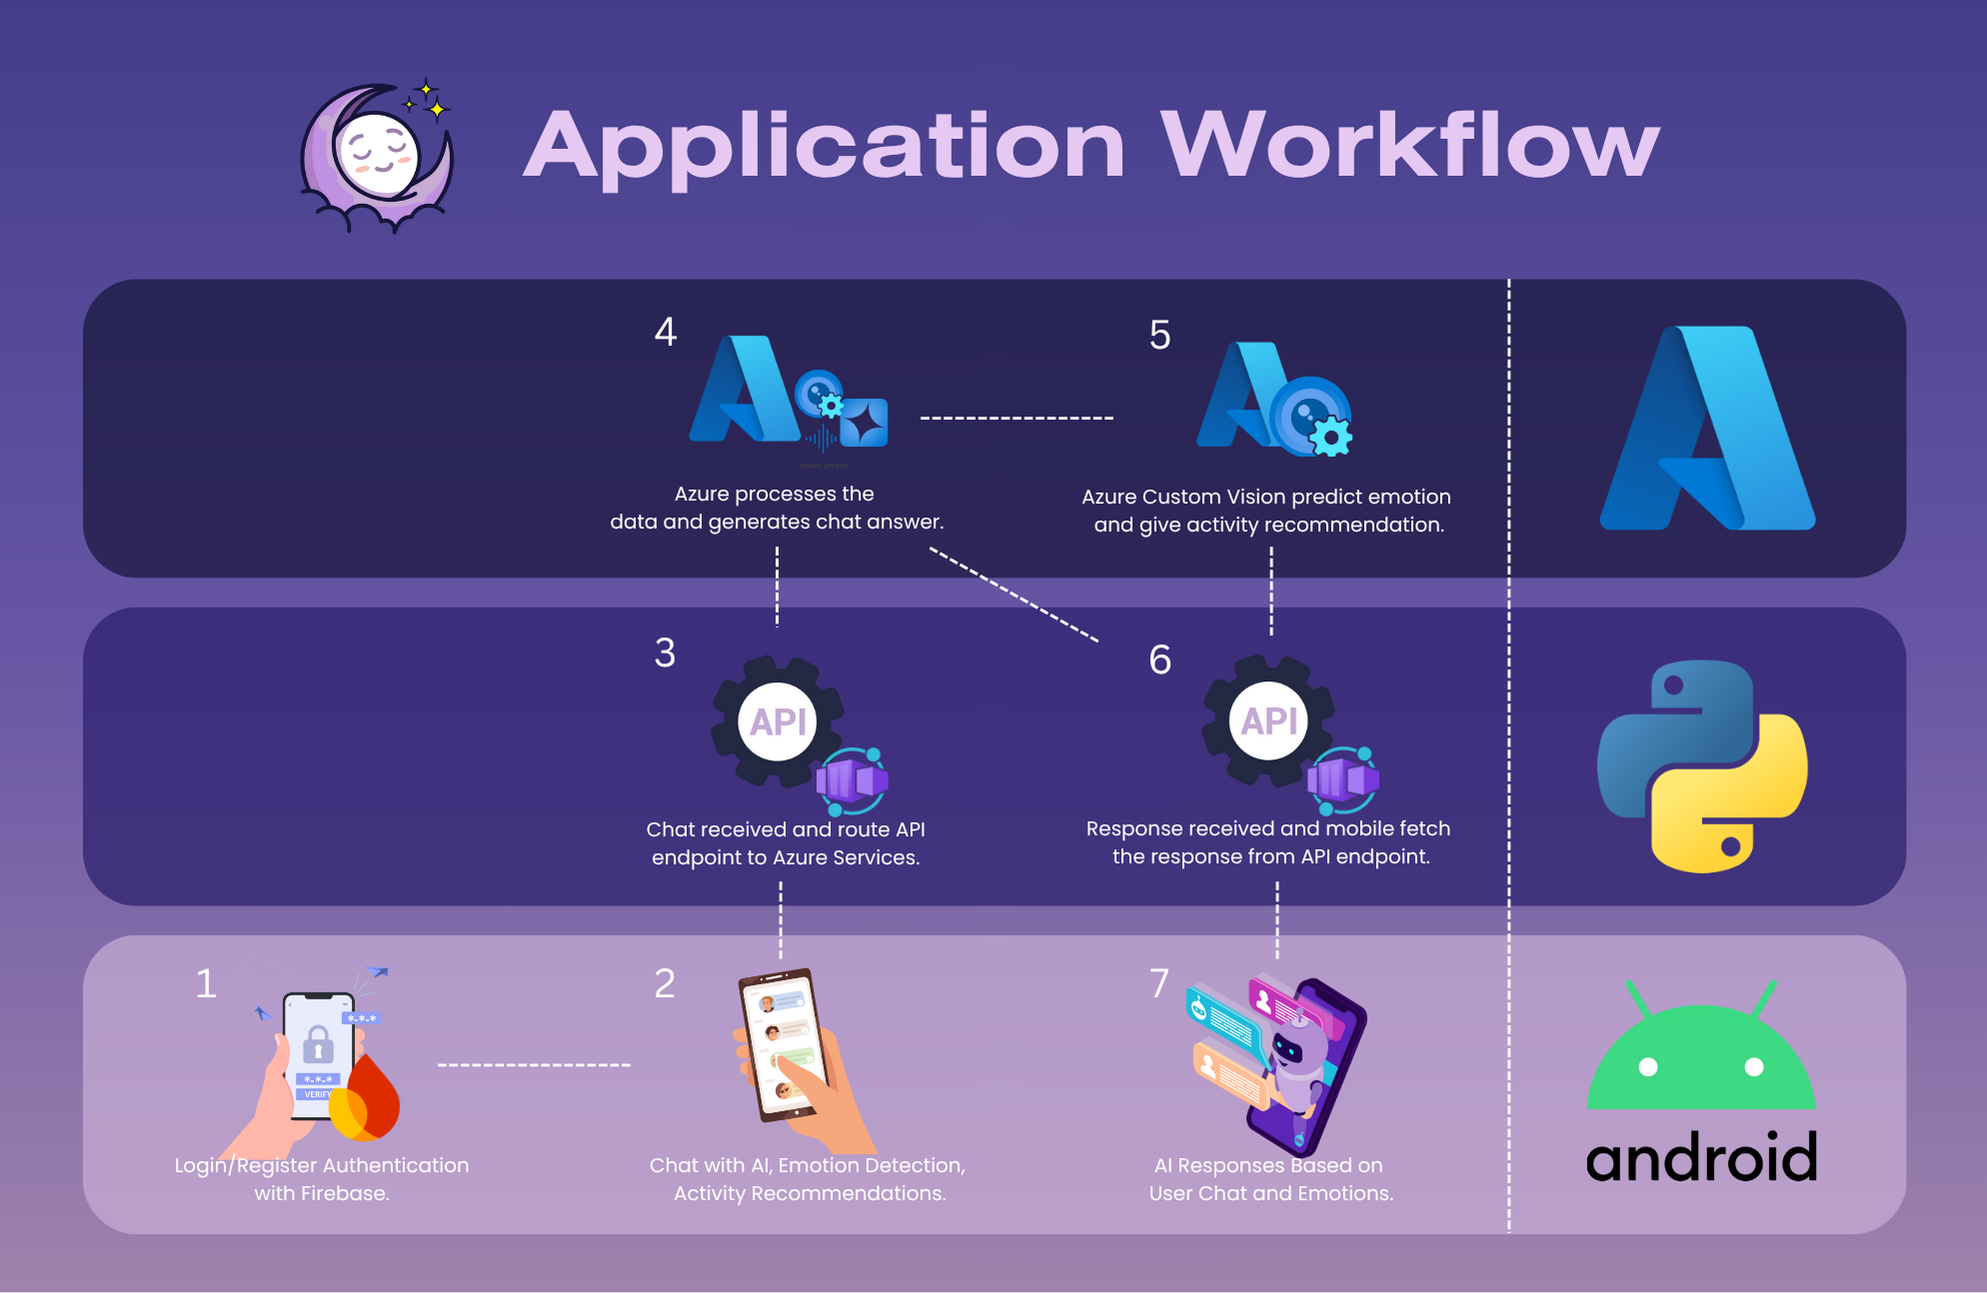 Application Workflow
4
AZURE SPEECH
Azure processes the
data and generates chat answer.
5
Azure Custom Vision predict emotion
and give activity recommendation.
3
API
Chat received and route API
endpoint to Azure Services.
6
API
Response received and mobile fetch
the response from API endpoint.
1
*-*-*
*-*-*
VERIFY
Login/Register Authentication
with Firebase.
2
Chat with AI, Emotion Detection,
Activity Recommendations.
7
AI Responses Based on
User Chat and Emotions.
android